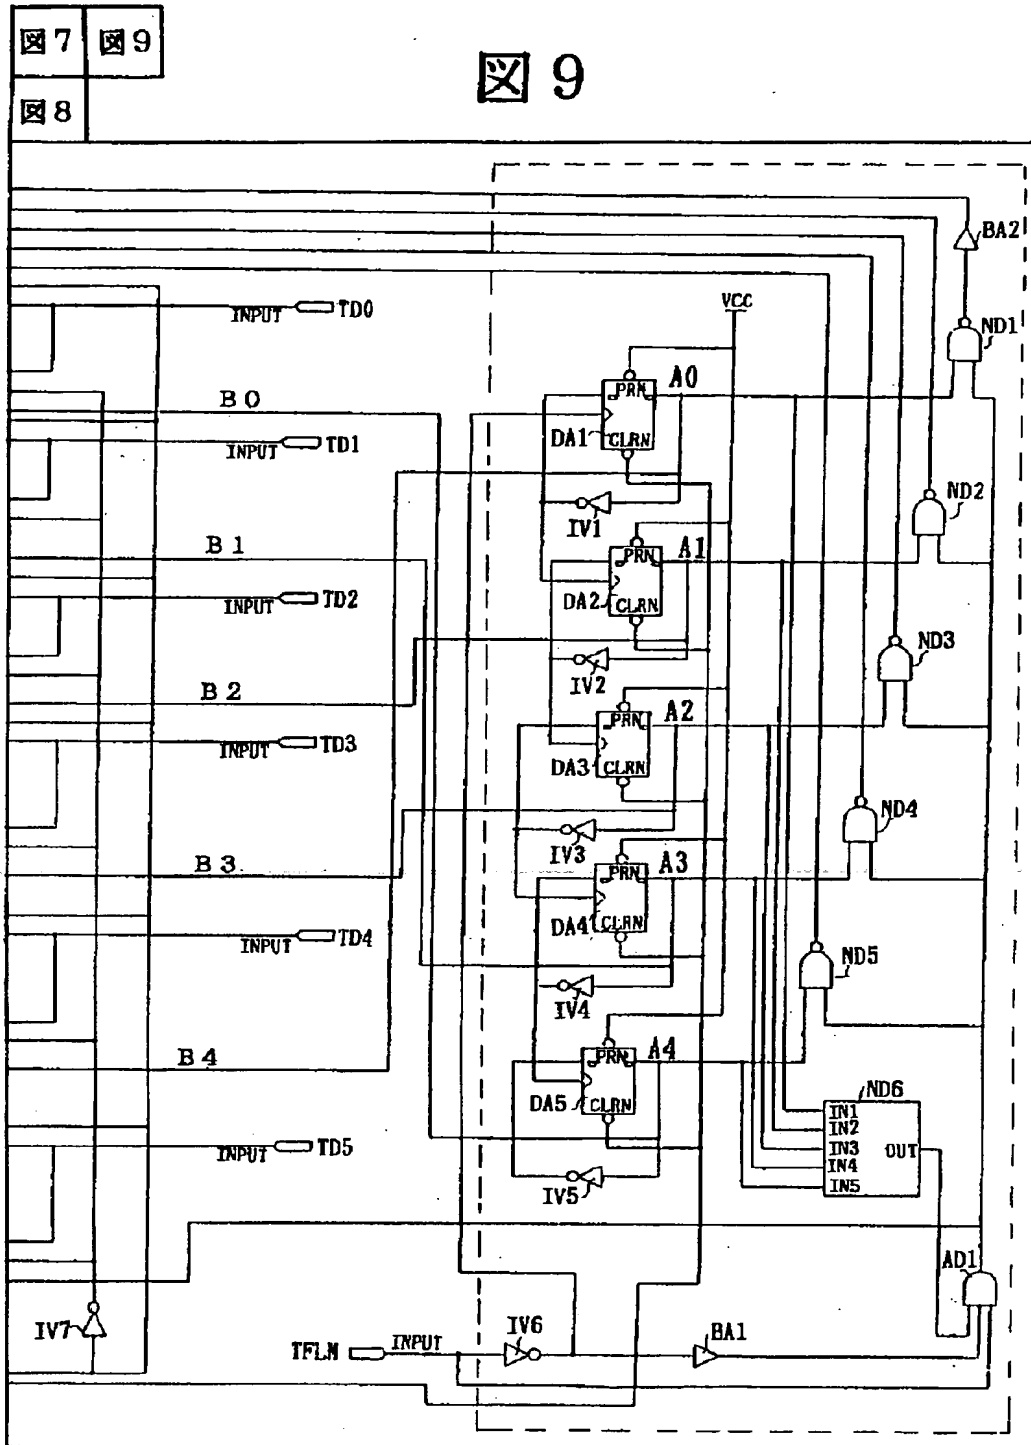 図7 図9
図8
図 9
BA2
VCC
INPUT TD0
ND1
A0
PRN
B0
DA1 CLRN
INPUT TD1
ND2
IV1
A1
PRN
B1
DA2 CLRN
INPUT TD2
ND3
IV2
B2
A2
PRN
INPUT TD3
DA3 CLRN
ND4
IV3
B3
A3
PRN
DA4 CLRN
INPUT TD4
ND5
IV4
B4
A4
PRN
DA5 CLRN
ND6
IN1
IN2
IN3
IN4
IN5
OUT
INPUT TD5
IV5
AD1
IV7
TFLM INPUT
IV6
BA1